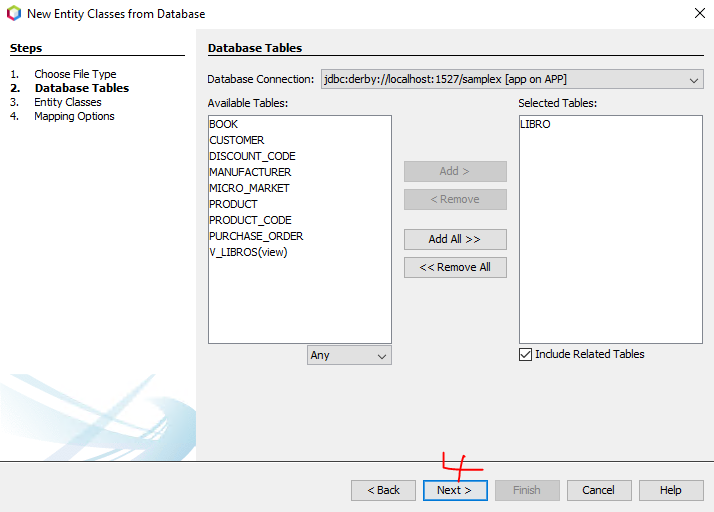 New Entity Classes from Database
Steps
1. Choose File Type
2. Database Tables
3. Entity Classes
4. Mapping Options
Database Tables
Database Connection: jdbc:derby://localhost:1527/samplex [app on APP]
Available Tables:
BOOK
CUSTOMER
DISCOUNT_CODE
MANUFACTURER
MICRO_MARKET
PRODUCT
PRODUCT_CODE
PURCHASE_ORDER
V_LIBROS(view)
Any
Add >
< Remove
Add All >>
<< Remove All
Selected Tables:
LIBRO
Include Related Tables
4
< Back Next > Finish Cancel Help